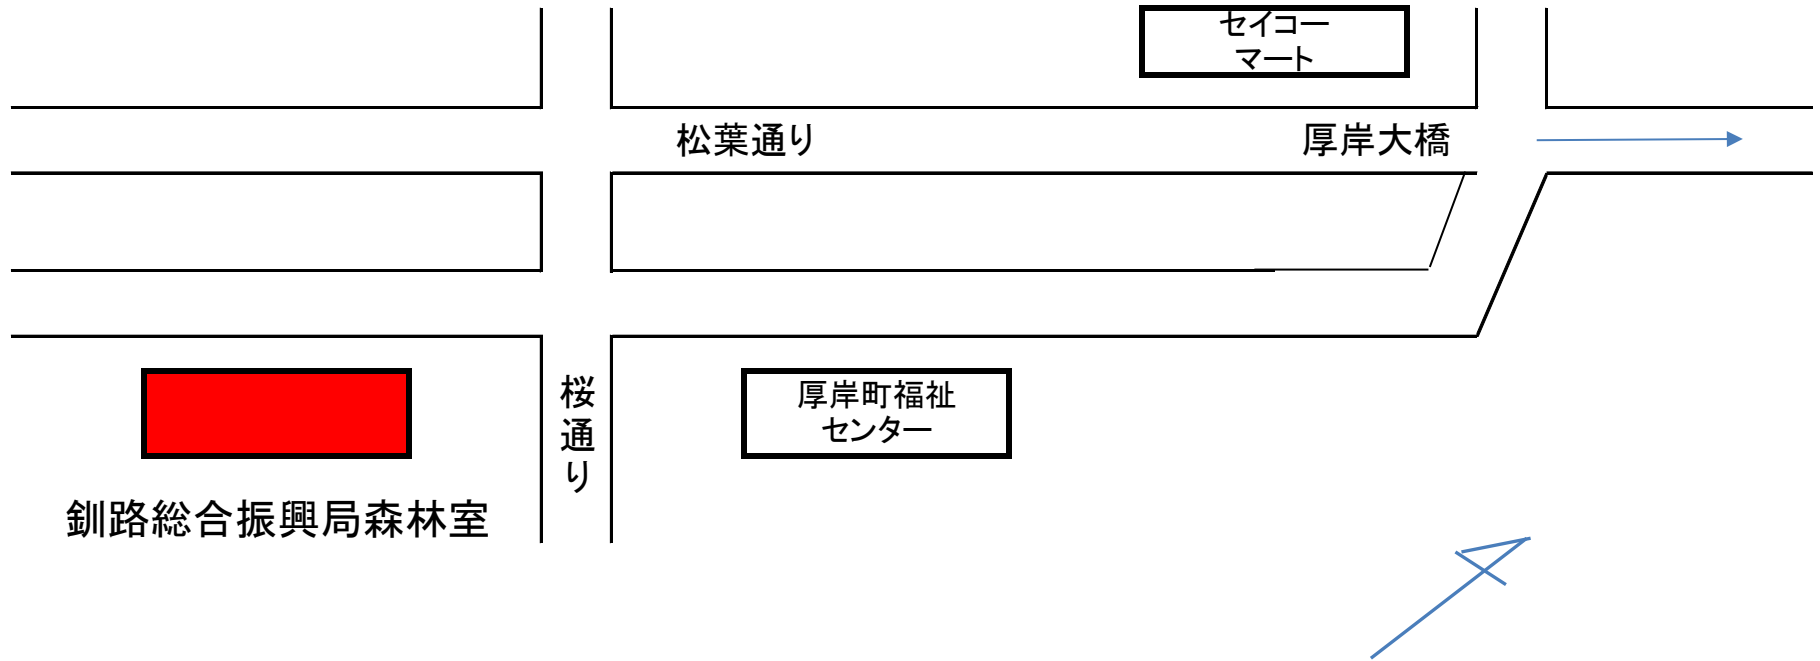 セイコー
マート
松葉通り
厚岸大橋
桜通り
厚岸町福祉
センター
釧路総合振興局森林室